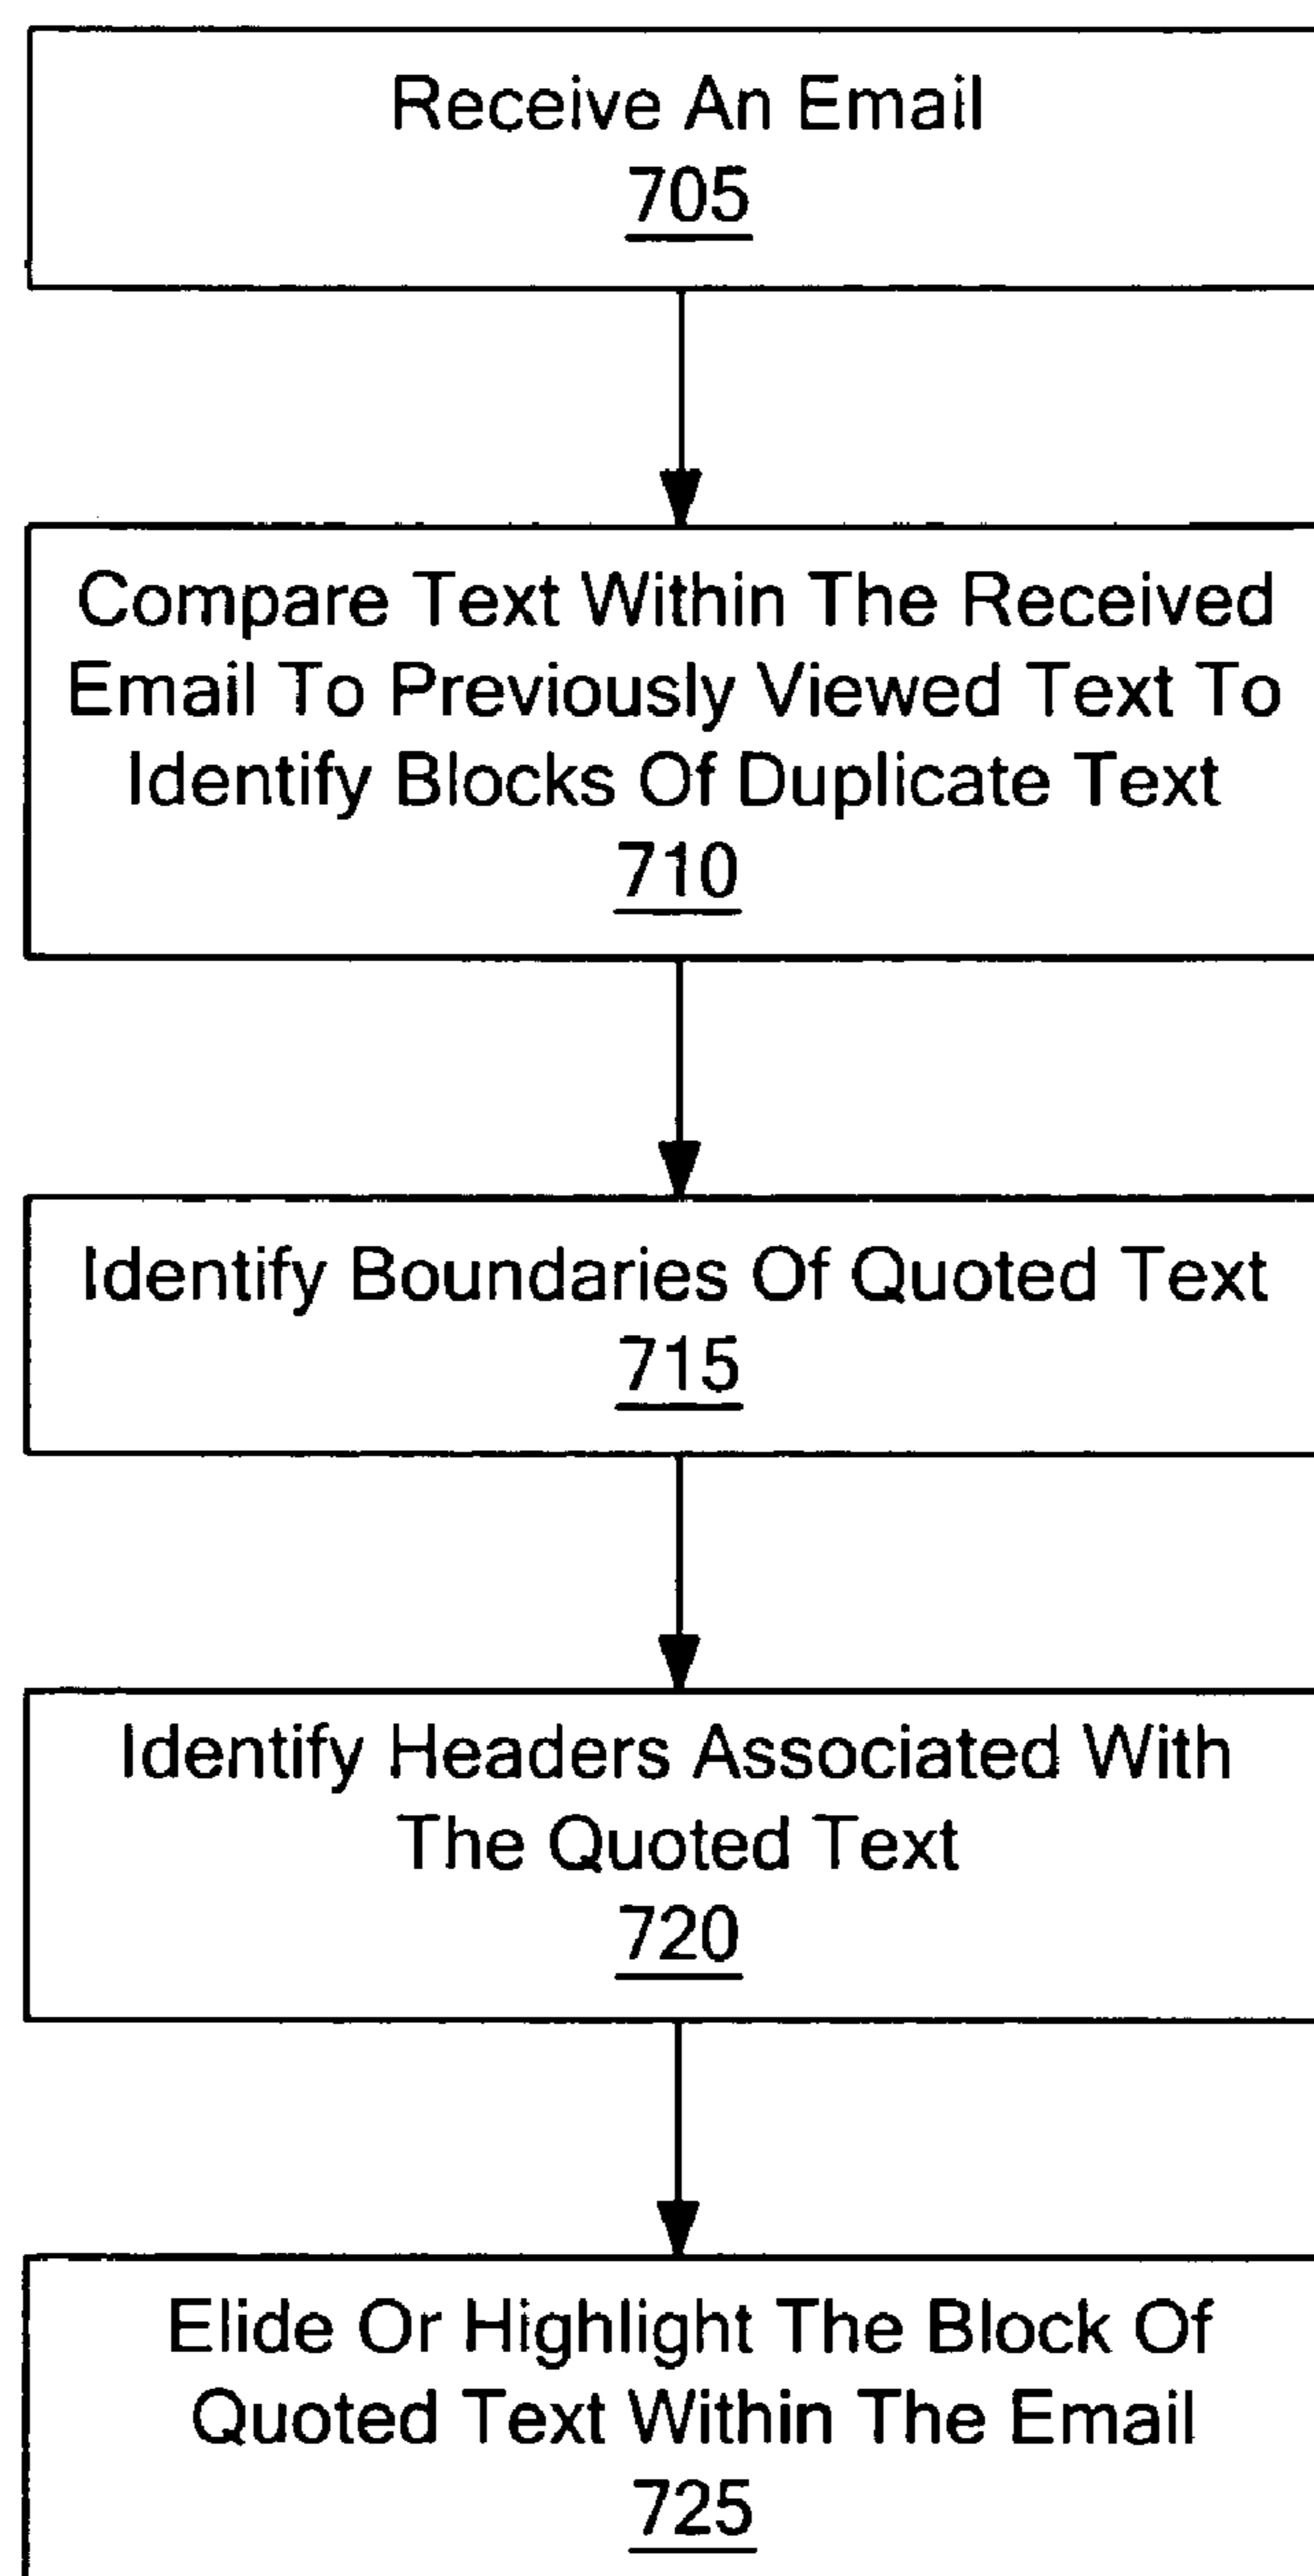 Receive An Email
705
Compare Text Within The Received
Email To Previously Viewed Text To
Identify Blocks Of Duplicate Text
710
Identify Boundaries Of Quoted Text
715
Identify Headers Associated With
The Quoted Text
720
Elide Or Highlight The Block Of
Quoted Text Within The Email
725